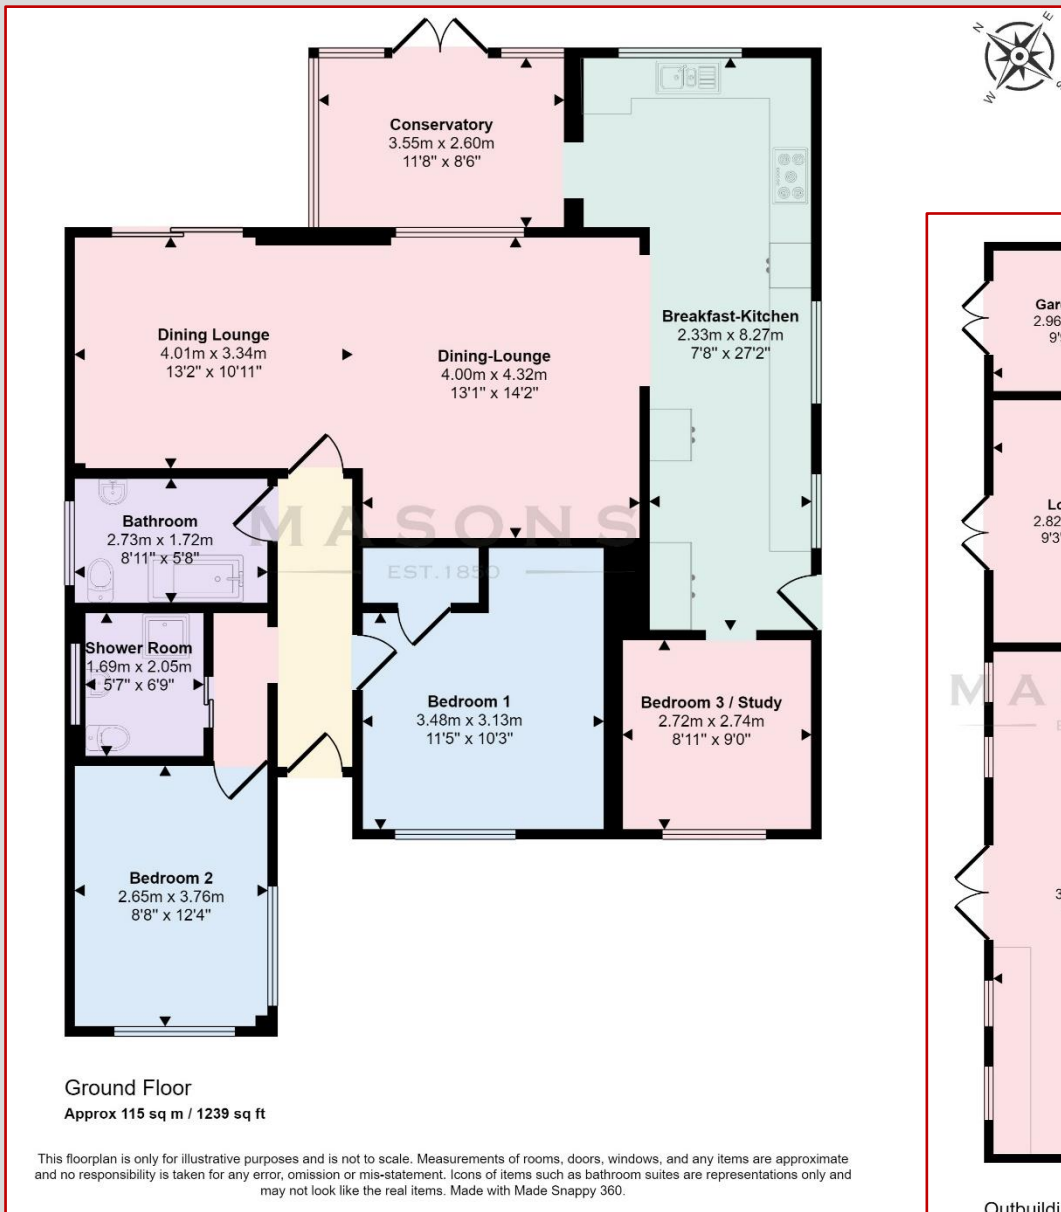 N
E
W
Conservatory
3.55m x 2.60m
11'8" x 8'6"
Dining Lounge
4.01m x 3.34m
13'2" x 10'11"
Dining-Lounge
4.00m x 4.32m
13'1" x 14'2"
Breakfast-Kitchen
2.33m x 8.27m
7'8" x 27'2"
Bathroom
2.73m x 1.72m
8'11" x 5'8"
MASONS
EST.1850
Shower Room
1.69m x 2.05m
5'7" x 6'9"
Bedroom 1
3.48m x 3.13m
11'5" x 10'3"
Bedroom 3 / Study
2.72m x 2.74m
8'11" x 9'0"
Bedroom 2
2.65m x 3.76m
8'8" x 12'4"
Ground Floor
Approx 115 sq m / 1239 sq ft
This floorplan is only for illustrative purposes and is not to scale. Measurements of rooms, doors, windows, and any items are approximate
and no responsibility is taken for any error, omission or mis-statement. Icons of items such as bathroom suites are representations only and
may not look like the real items. Made with Made Snappy 360.
2.96
2.82
9'3"
MA